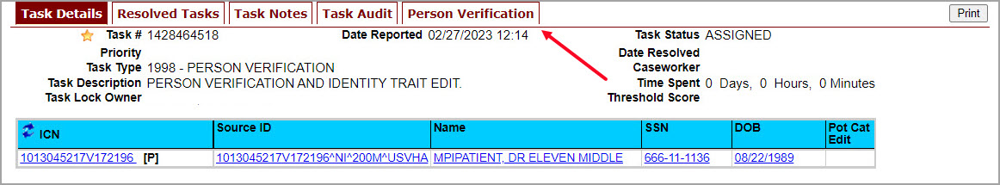 Task Details Resolved Tasks Task Notes Task Audit Person Verification Print
Task # 1428464518 Date Reported 02/27/2023 12:14 Task Status ASSIGNED
Priority Date Resolved
Task Type 1998 - PERSON VERIFICATION Caseworker
Task Description PERSON VERIFICATION AND IDENTITY TRAIT EDIT. Time Spent 0 Days, 0 Hours, 0 Minutes
Task Lock Owner Threshold Score
ICN Source ID Name SSN DOB Pot Cat
Edit
1013045217V172196 [P] 1013045217V172196^NI^200M^USVHA MPIPATIENT, DR ELEVEN MIDDLE 666-11-1136 08/22/1989